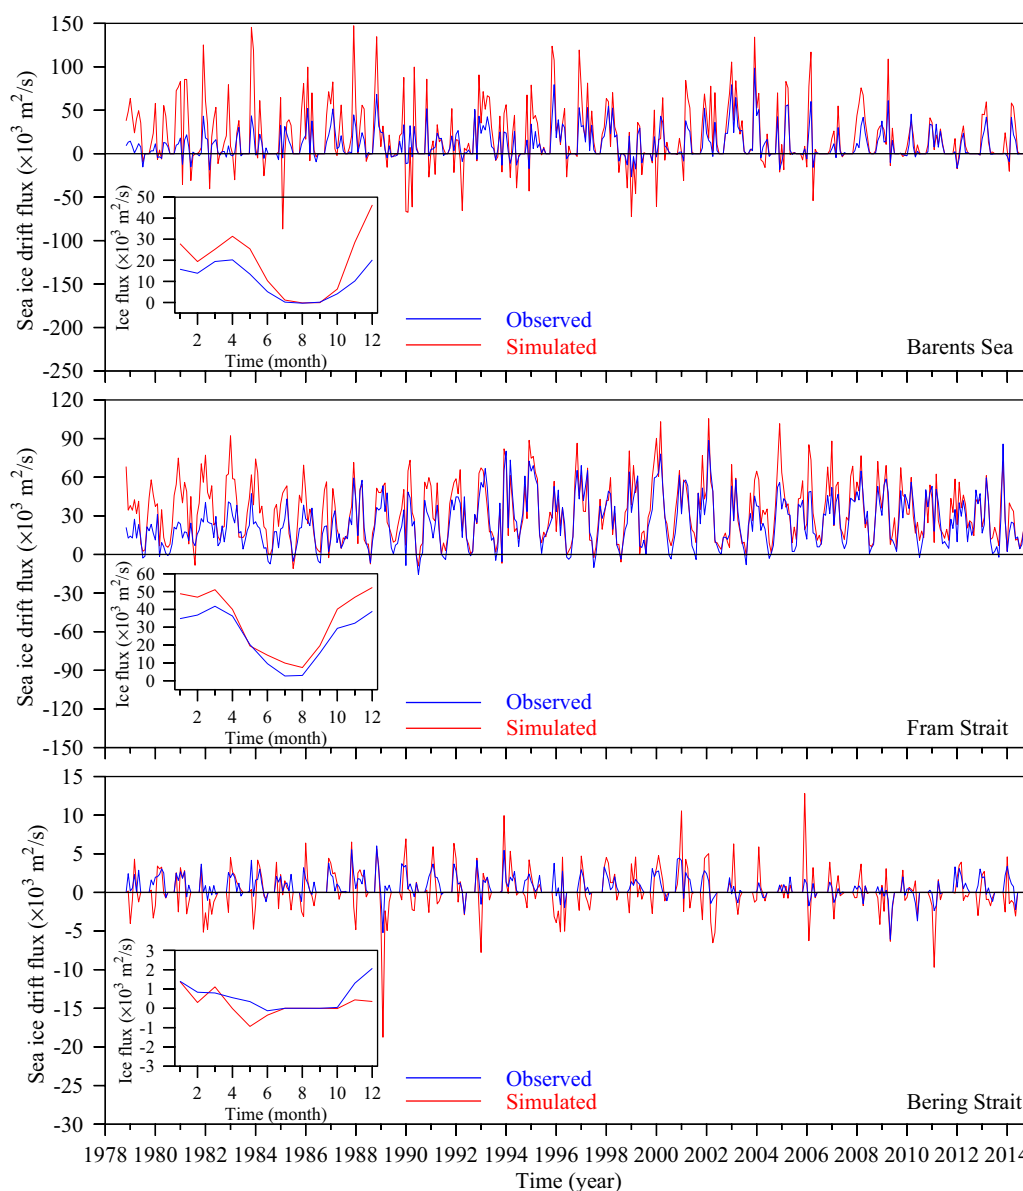 150
100
50
0
-50
-100
-150
-200
-250
Sea ice drift flux (×10³ m²/s)
50
40
30
20
10
0
Ice flux (×10³ m²/s)
2 4 6 8 10 12
Time (month)
Observed
Simulated
Barents Sea
120
90
60
30
0
-30
-60
-90
-120
-150
Sea ice drift flux (×10³ m²/s)
60
50
40
30
20
10
0
Ice flux (×10³ m²/s)
2 4 6 8 10 12
Time (month)
Observed
Simulated
Fram Strait
15
10
5
0
-5
-10
-15
-20
-25
-30
Sea ice drift flux (×10³ m²/s)
3
2
1
0
-1
-2
-3
Ice flux (×10³ m²/s)
2 4 6 8 10 12
Time (month)
Observed
Simulated
Bering Strait
1978 1980 1982 1984 1986 1988 1990 1992 1994 1996 1998 2000 2002 2004 2006 2008 2010 2012 2014
Time (year)